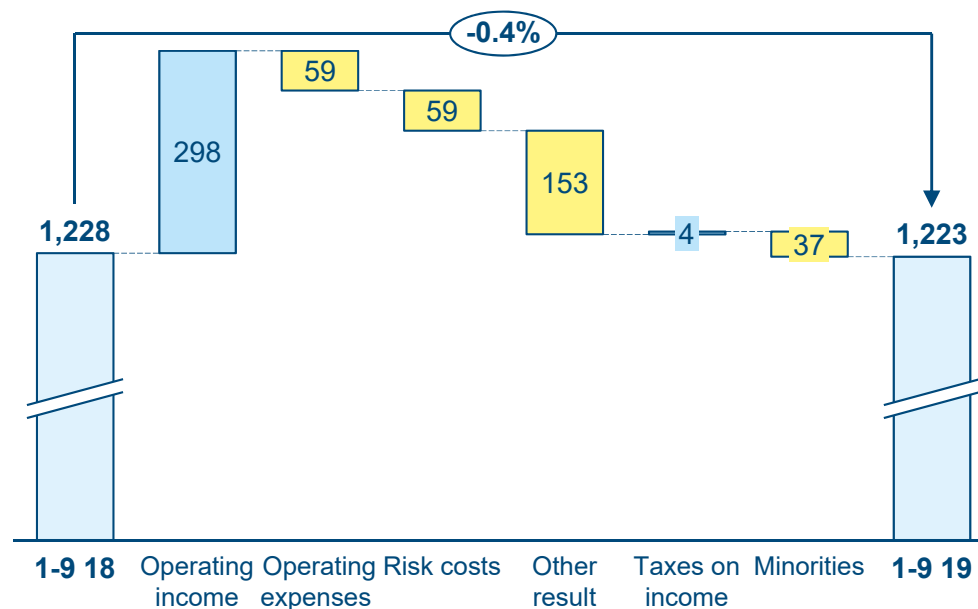 -0.4%
1,228
298
59
59
153
4
37
1,223
1-9 18
Operating
income
Operating
expenses
Risk costs
Other
result
Taxes on
income
Minorities
1-9 19